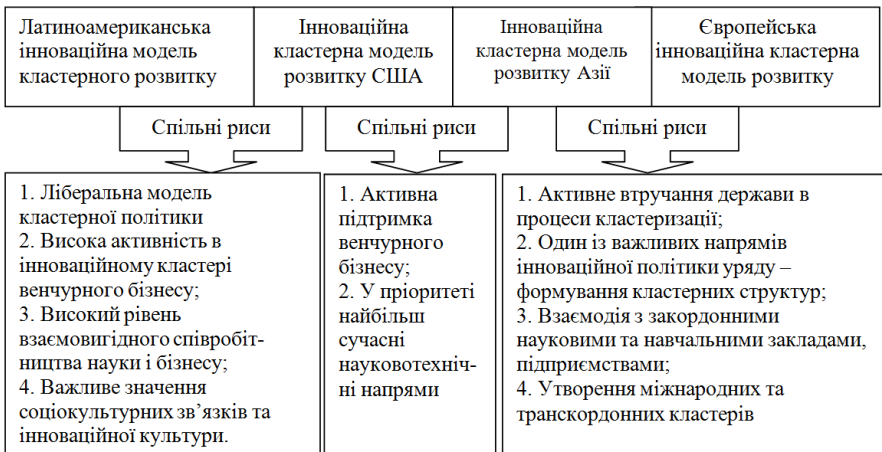 Латиноамериканська
інноваційна модель
кластерного розвитку
Інноваційна
кластерна модель
розвитку США
Інноваційна
кластерна модель
розвитку Азії
Європейська
інноваційна кластерна
модель розвитку
Спільні риси
Спільні риси
Спільні риси
1. Ліберальна модель
кластерної політики
2. Висока активність в
інноваційному кластері
венчурного бізнесу;
3. Високий рівень
взаємовигідного співробіт-
ництва науки і бізнесу;
4. Важливе значення
соціокультурних зв’язків та
інноваційної культури.
1. Активна
підтримка
венчурного
бізнесу;
2. У пріоритеті
найбільш
сучасні
науковотехніч-
ні напрями
1. Активне втручання держави в
процеси кластеризації;
2. Один із важливих напрямів
інноваційної політики уряду –
формування кластерних структур;
3. Взаємодія з закордонними
науковими та навчальними закладами,
підприємствами;
4. Утворення міжнародних та
транскордонних кластерів